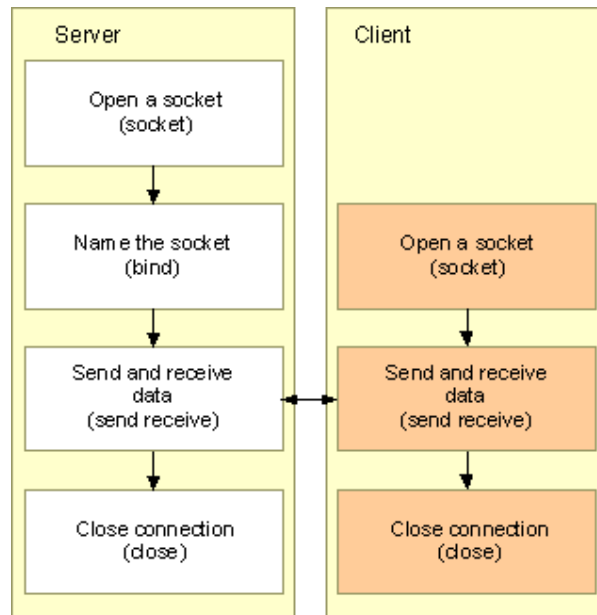 Server
Open a socket
(socket)
Name the socket
(bind)
Send and receive
data
(send receive)
Close connection
(close)
Client
Open a socket
(socket)
Send and receive
data
(send receive)
Close connection
(close)